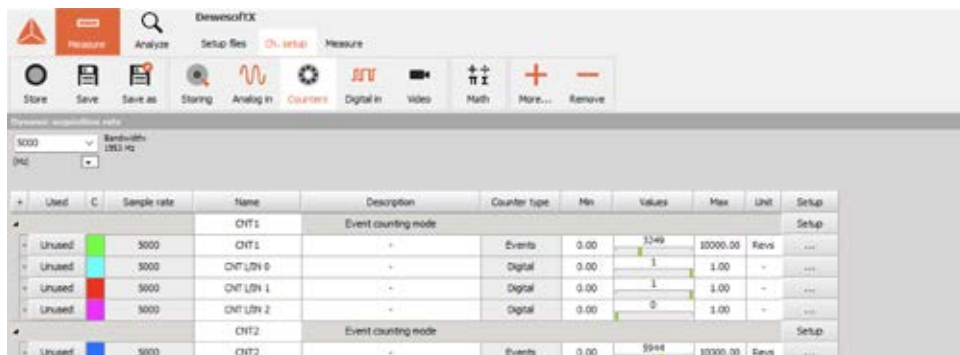 DewesoftX
Measure Analyze Setup files Ch. setup Measure
Store Save Save as Storing Analog in Counters Digital in Video Math More... Remove
Dynamic acquisition rate
5000 Bandwidth:
1953 Hz
(Hz)
+ Used C Sample rate Name Description Counter type Min Values Max Unit Setup
CNT1 Event counting mode Setup
- Unused 5000 CNT1 - Events 0.00 3249 10000.00 Revs ...
- Unused 5000 CNT1/IN 0 - Digital 0.00 1 1.00 - ...
- Unused 5000 CNT1/IN 1 - Digital 0.00 1 1.00 - ...
- Unused 5000 CNT1/IN 2 - Digital 0.00 0 1.00 - ...
CNT2 Event counting mode Setup
- Unused 5000 CNT2 - Events 0.00 5944 10000.00 Revs ...